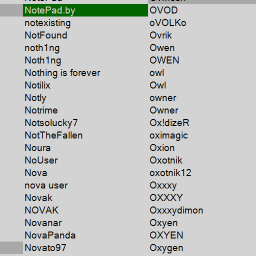 NotePad.by OVOD
notexisting oVOLKo
NotFound Ovrik
noth1ng Owen
Noth1ng OWEN
Nothing is forever owl
Notilix Owl
Notly owner
Notrime Owner
Notsolucky7 Ox!dizeR
NotTheFallen oximagic
Noura Oxion
NoUser Oxotnik
Nova oxotnik12
nova user Oxxxy
Novak OXXXY
NOVAK Oxxxydimon
Novanar Oxyen
NovaPanda OXYEN
Novato97 Oxygen